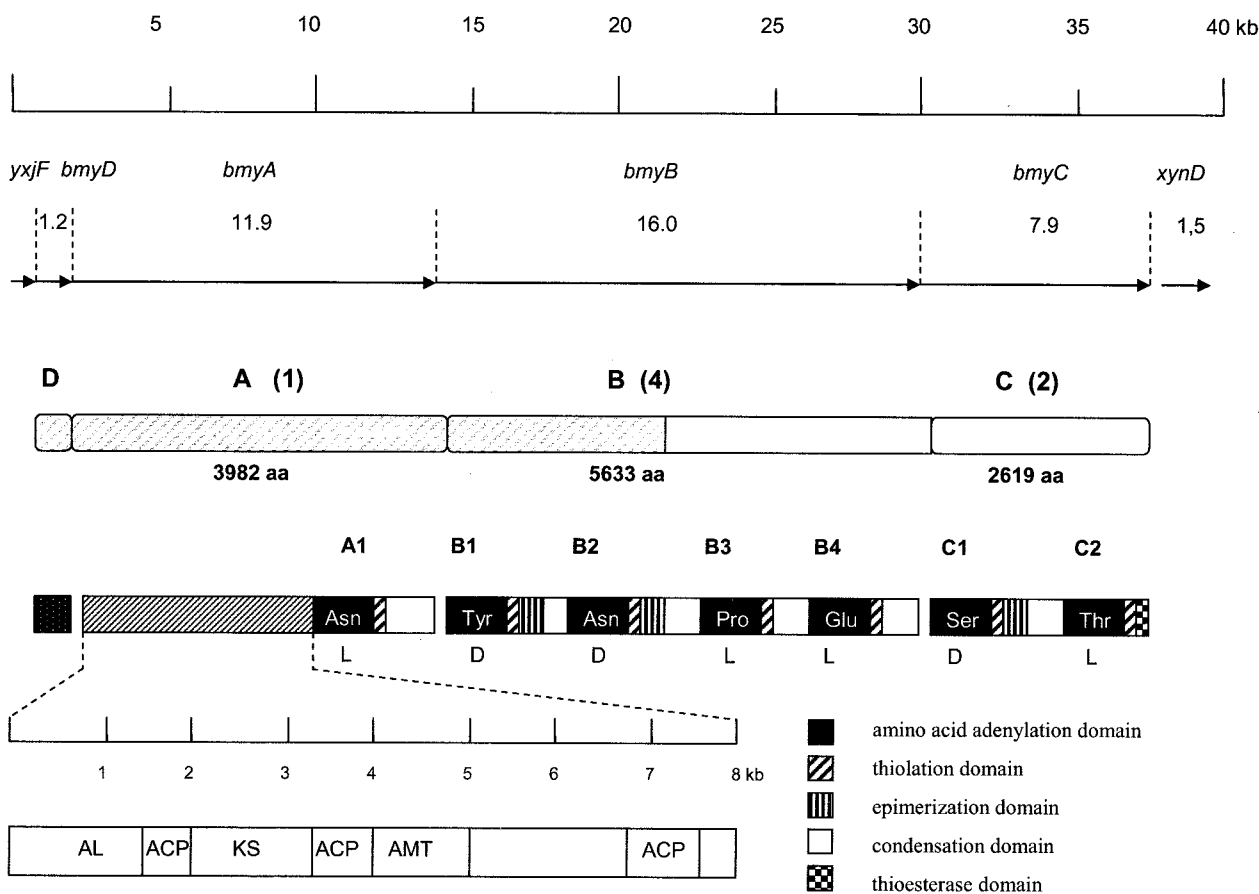 5 10 15 20 25 30 35 40 kb
yxjF bmyD bmyA bmyB bmyC xynD
1.2 11.9 16.0 7.9 1,5
D A (1) B (4) C (2)
3982 aa 5633 aa 2619 aa
A1 B1 B2 B3 B4 C1 C2
Asn Tyr Asn Pro Glu Ser Thr
L D D L L D L
1 2 3 4 5 6 7 8 kb
AL ACP KS ACP AMT ACP
amino acid adenylation domain
thiolation domain
epimerization domain
condensation domain
thioesterase domain